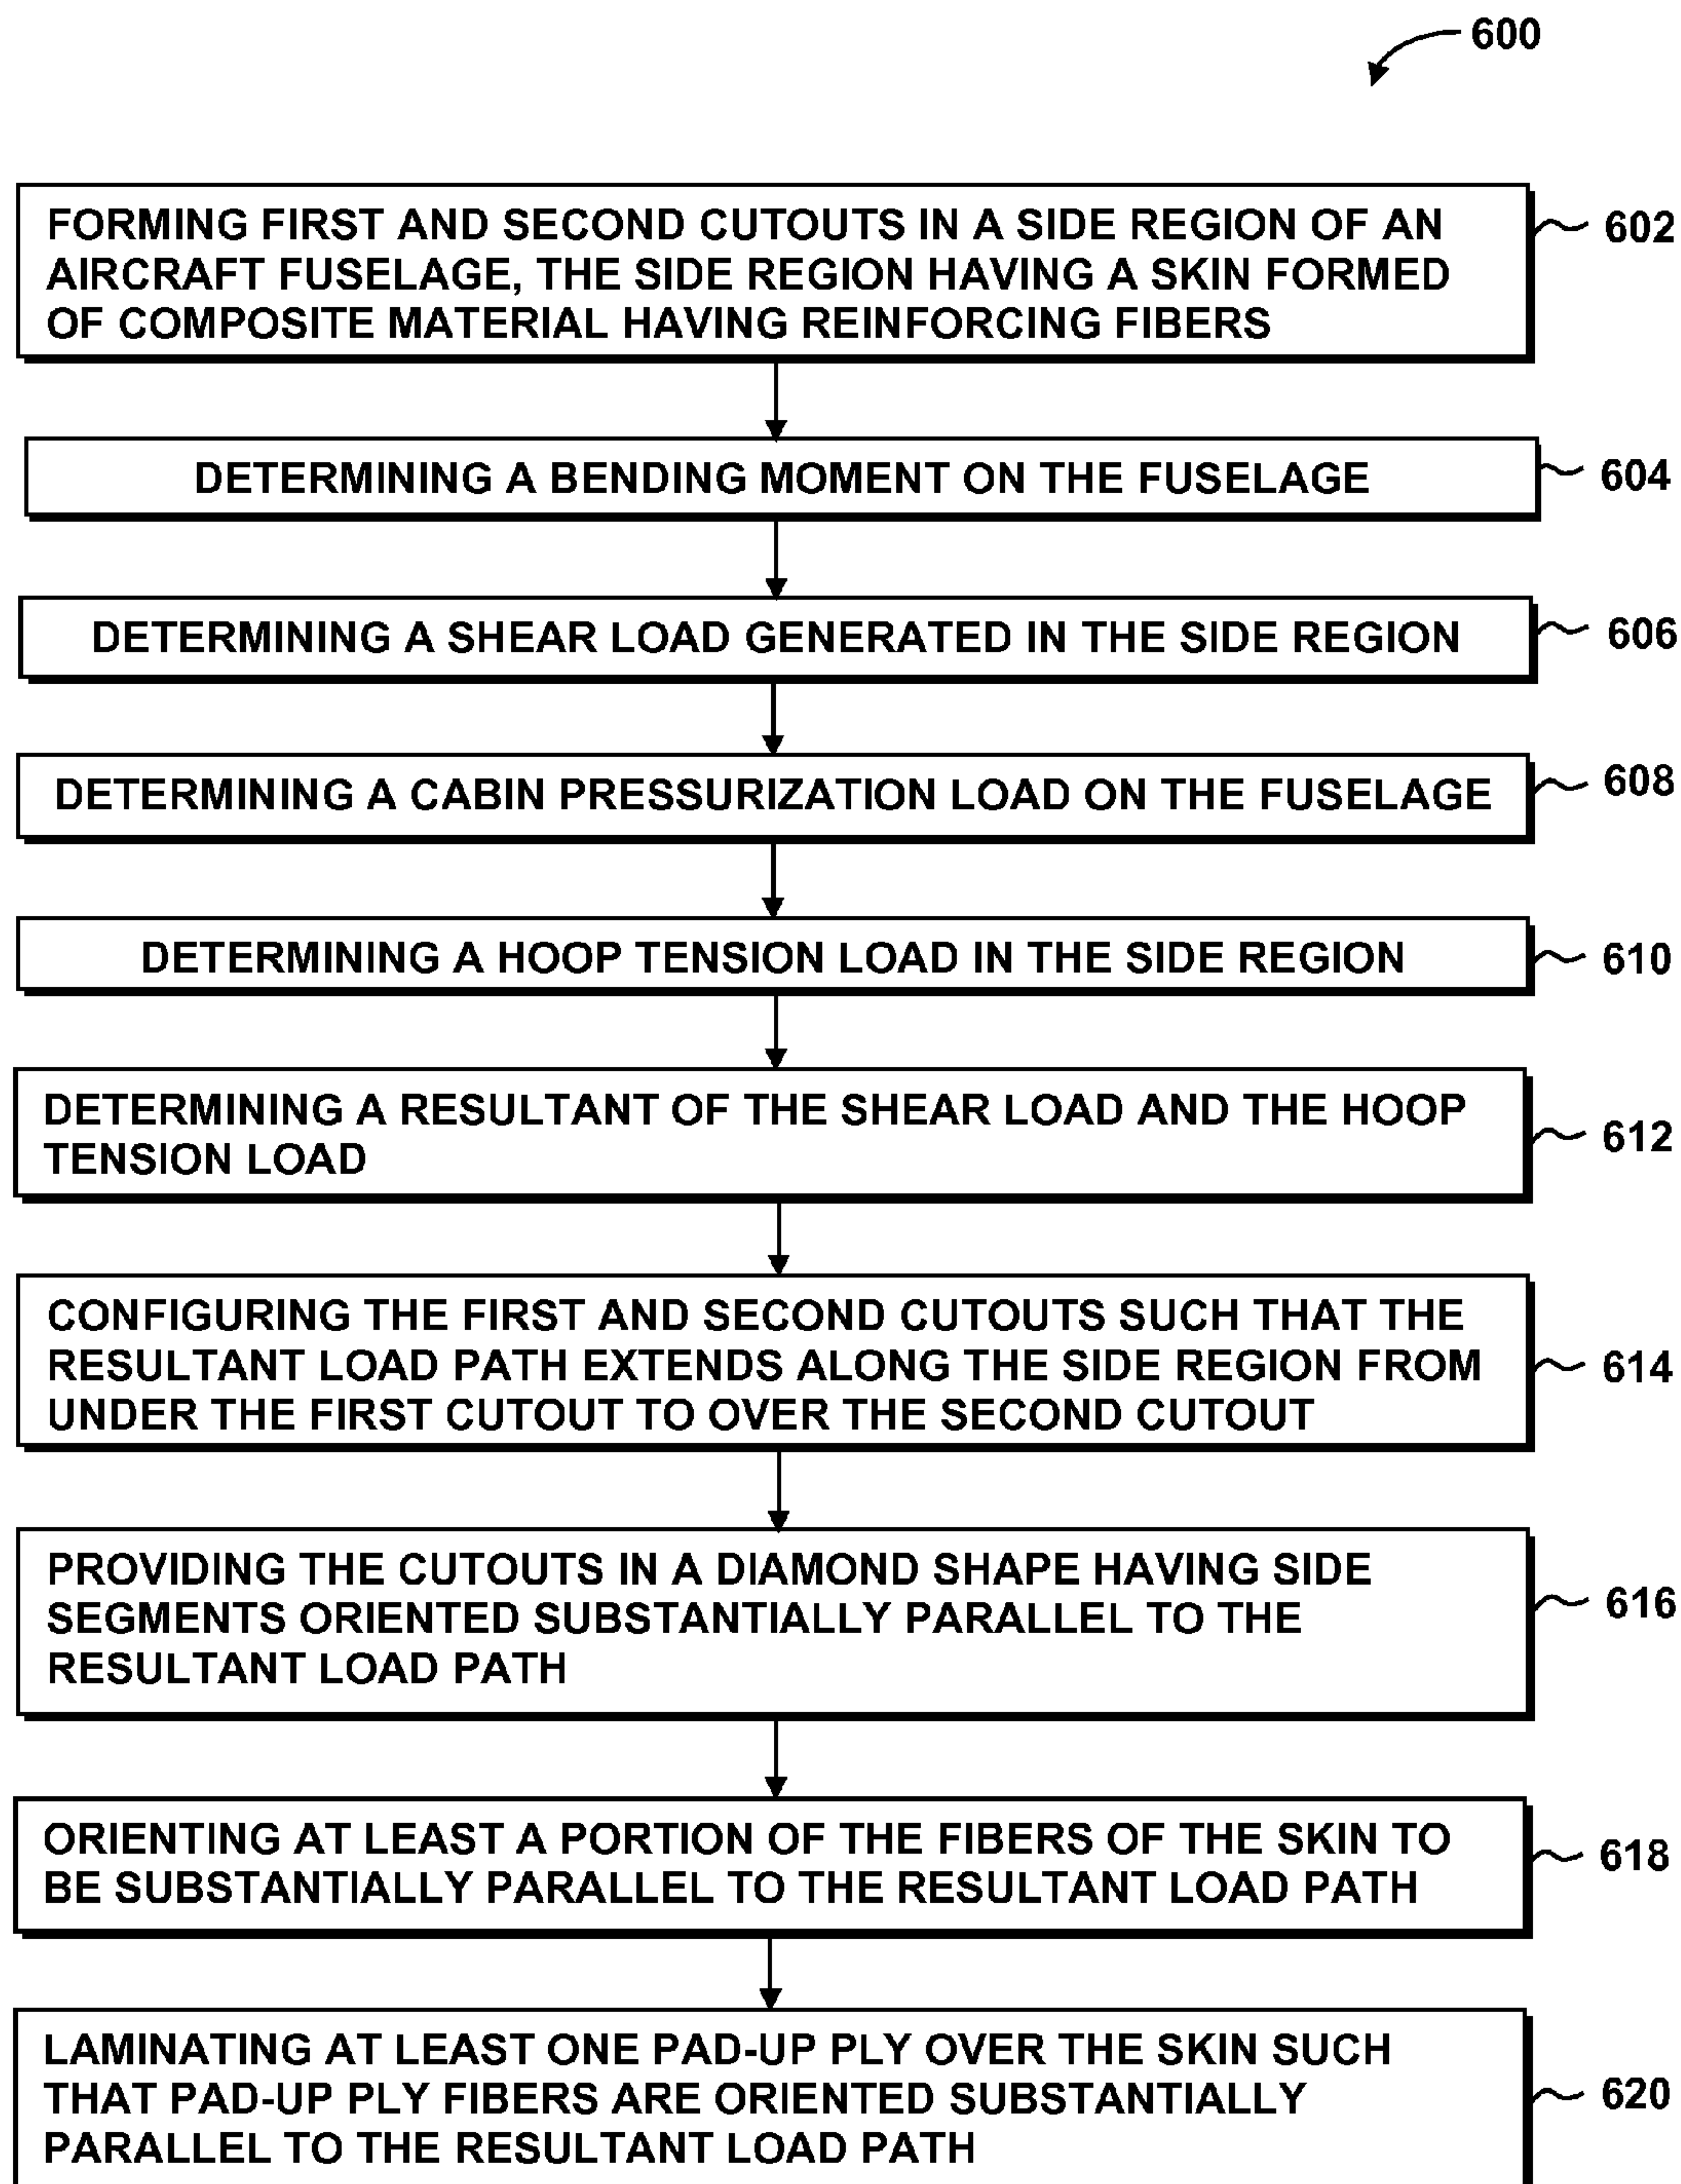 600
FORMING FIRST AND SECOND CUTOUTS IN A SIDE REGION OF AN
AIRCRAFT FUSELAGE, THE SIDE REGION HAVING A SKIN FORMED
OF COMPOSITE MATERIAL HAVING REINFORCING FIBERS
602
DETERMINING A BENDING MOMENT ON THE FUSELAGE
604
DETERMINING A SHEAR LOAD GENERATED IN THE SIDE REGION
606
DETERMINING A CABIN PRESSURIZATION LOAD ON THE FUSELAGE
608
DETERMINING A HOOP TENSION LOAD IN THE SIDE REGION
610
DETERMINING A RESULTANT OF THE SHEAR LOAD AND THE HOOP
TENSION LOAD
612
CONFIGURING THE FIRST AND SECOND CUTOUTS SUCH THAT THE
RESULTANT LOAD PATH EXTENDS ALONG THE SIDE REGION FROM
UNDER THE FIRST CUTOUT TO OVER THE SECOND CUTOUT
614
PROVIDING THE CUTOUTS IN A DIAMOND SHAPE HAVING SIDE
SEGMENTS ORIENTED SUBSTANTIALLY PARALLEL TO THE
RESULTANT LOAD PATH
616
ORIENTING AT LEAST A PORTION OF THE FIBERS OF THE SKIN TO
BE SUBSTANTIALLY PARALLEL TO THE RESULTANT LOAD PATH
618
LAMINATING AT LEAST ONE PAD-UP PLY OVER THE SKIN SUCH
THAT PAD-UP PLY FIBERS ARE ORIENTED SUBSTANTIALLY
PARALLEL TO THE RESULTANT LOAD PATH
620